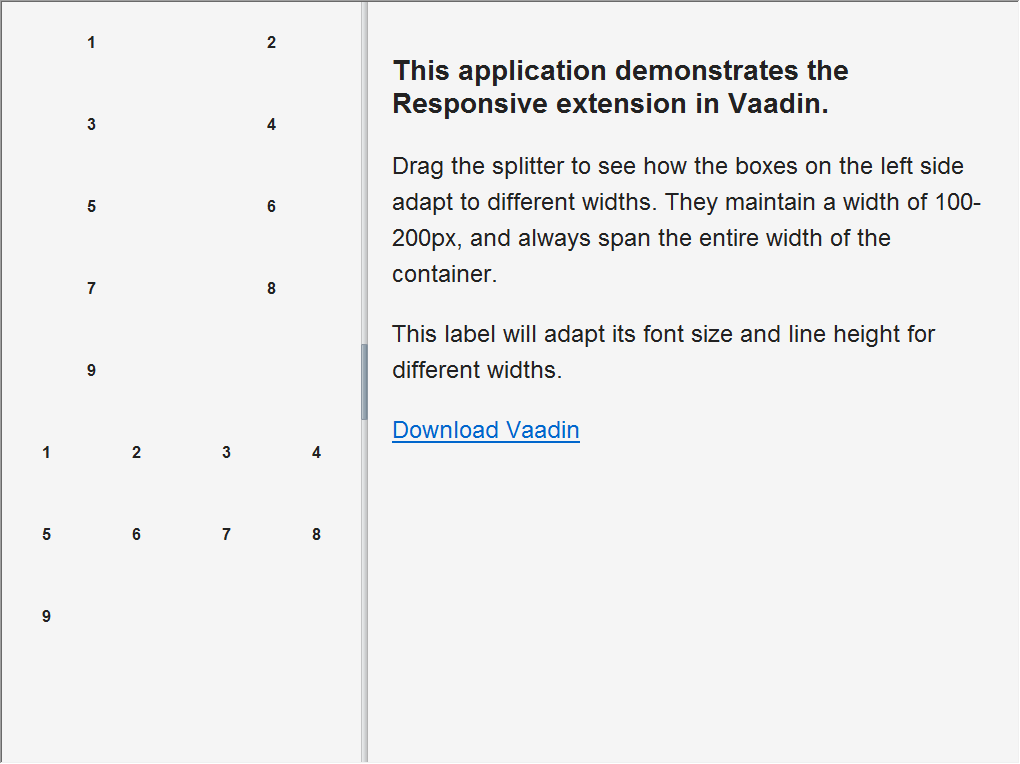 1 2
3 4
5 6
7 8
9
1 2 3 4
5 6 7 8
9
This application demonstrates the
Responsive extension in Vaadin.
Drag the splitter to see how the boxes on the left side
adapt to different widths. They maintain a width of 100-
200px, and always span the entire width of the
container.
This label will adapt its font size and line height for
different widths.
Download Vaadin